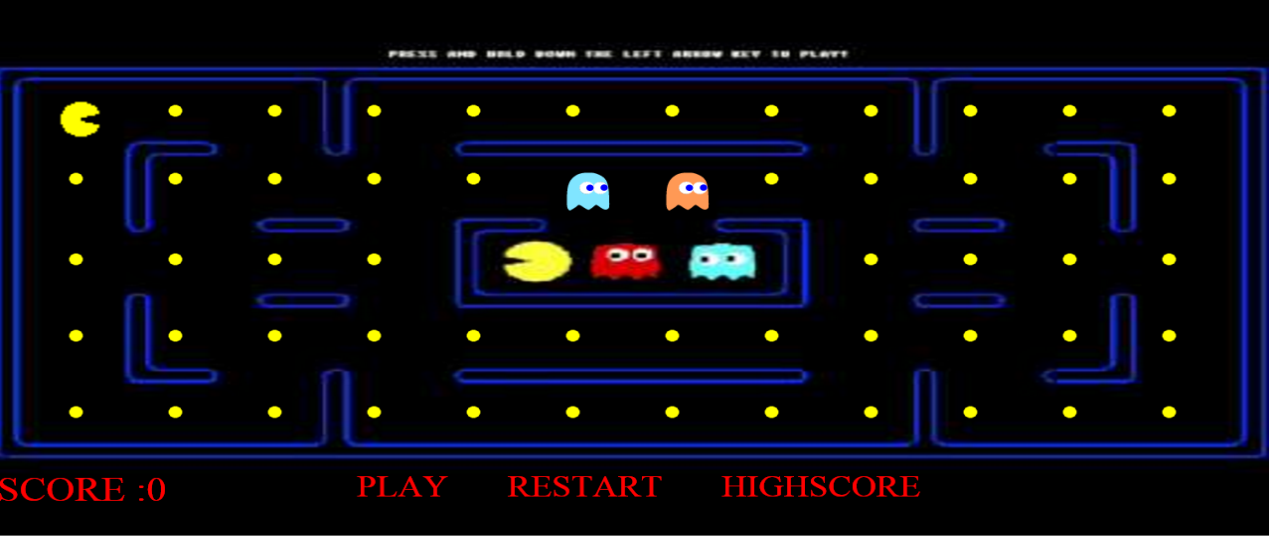 PRESS AND HOLD DOWN THE LEFT ARROW KEY TO PLAY!
SCORE :0 PLAY RESTART HIGHSCORE